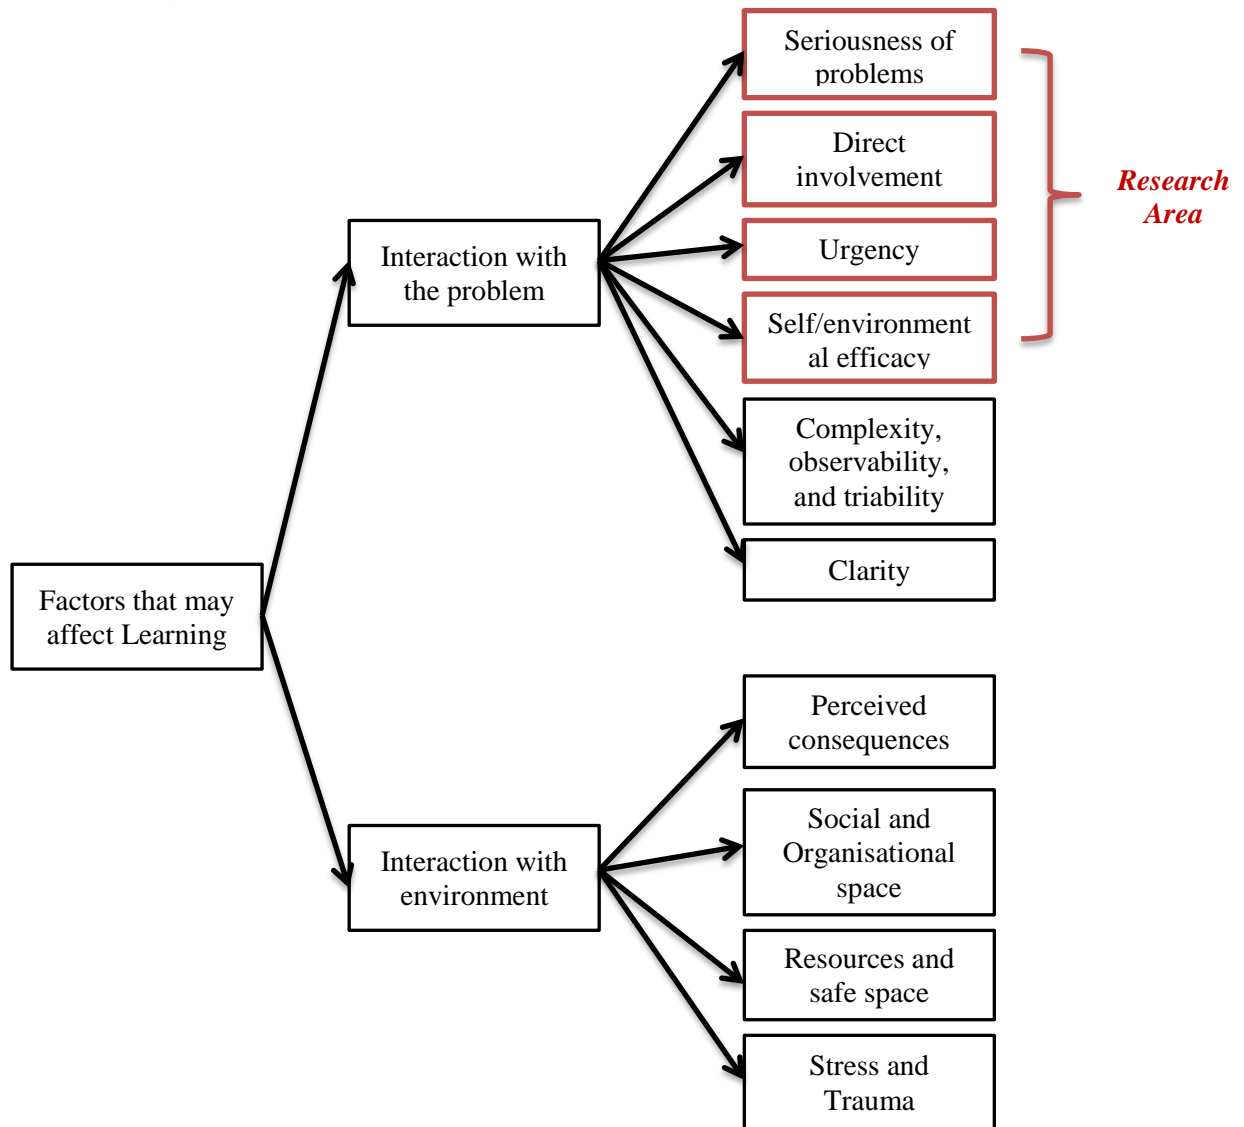 Seriousness of
problems
Direct
involvement
Research
Area
Urgency
Interaction with
the problem
Self/environment
al efficacy
Complexity,
observability,
and triability
Clarity
Factors that may
affect Learning
Perceived
consequences
Social and
Organisational
space
Interaction with
environment
Resources and
safe space
Stress and
Trauma